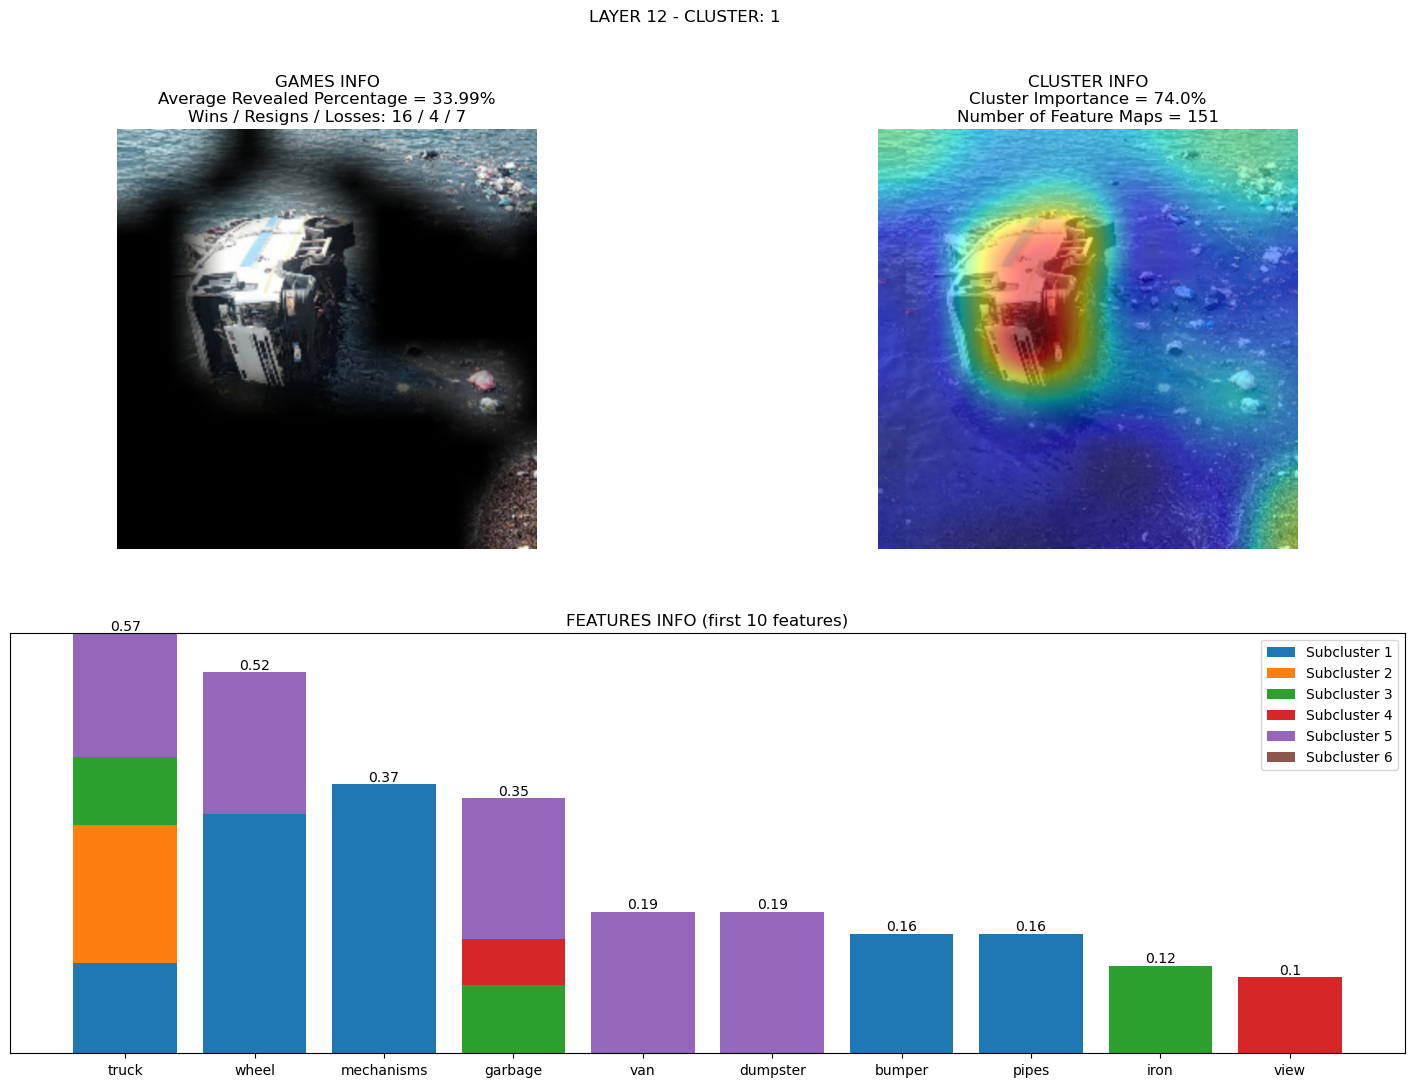 LAYER 12 - CLUSTER: 1
GAMES INFO
Average Revealed Percentage = 33.99%
Wins / Resigns / Losses: 16 / 4 / 7
CLUSTER INFO
Cluster Importance = 74.0%
Number of Feature Maps = 151
FEATURES INFO (first 10 features)
0.57
0.52
0.37
0.35
0.19
0.19
0.16
0.16
0.12
0.1
Subcluster 1
Subcluster 2
Subcluster 3
Subcluster 4
Subcluster 5
Subcluster 6
truck
wheel
mechanisms
garbage
van
dumpster
bumper
pipes
iron
view